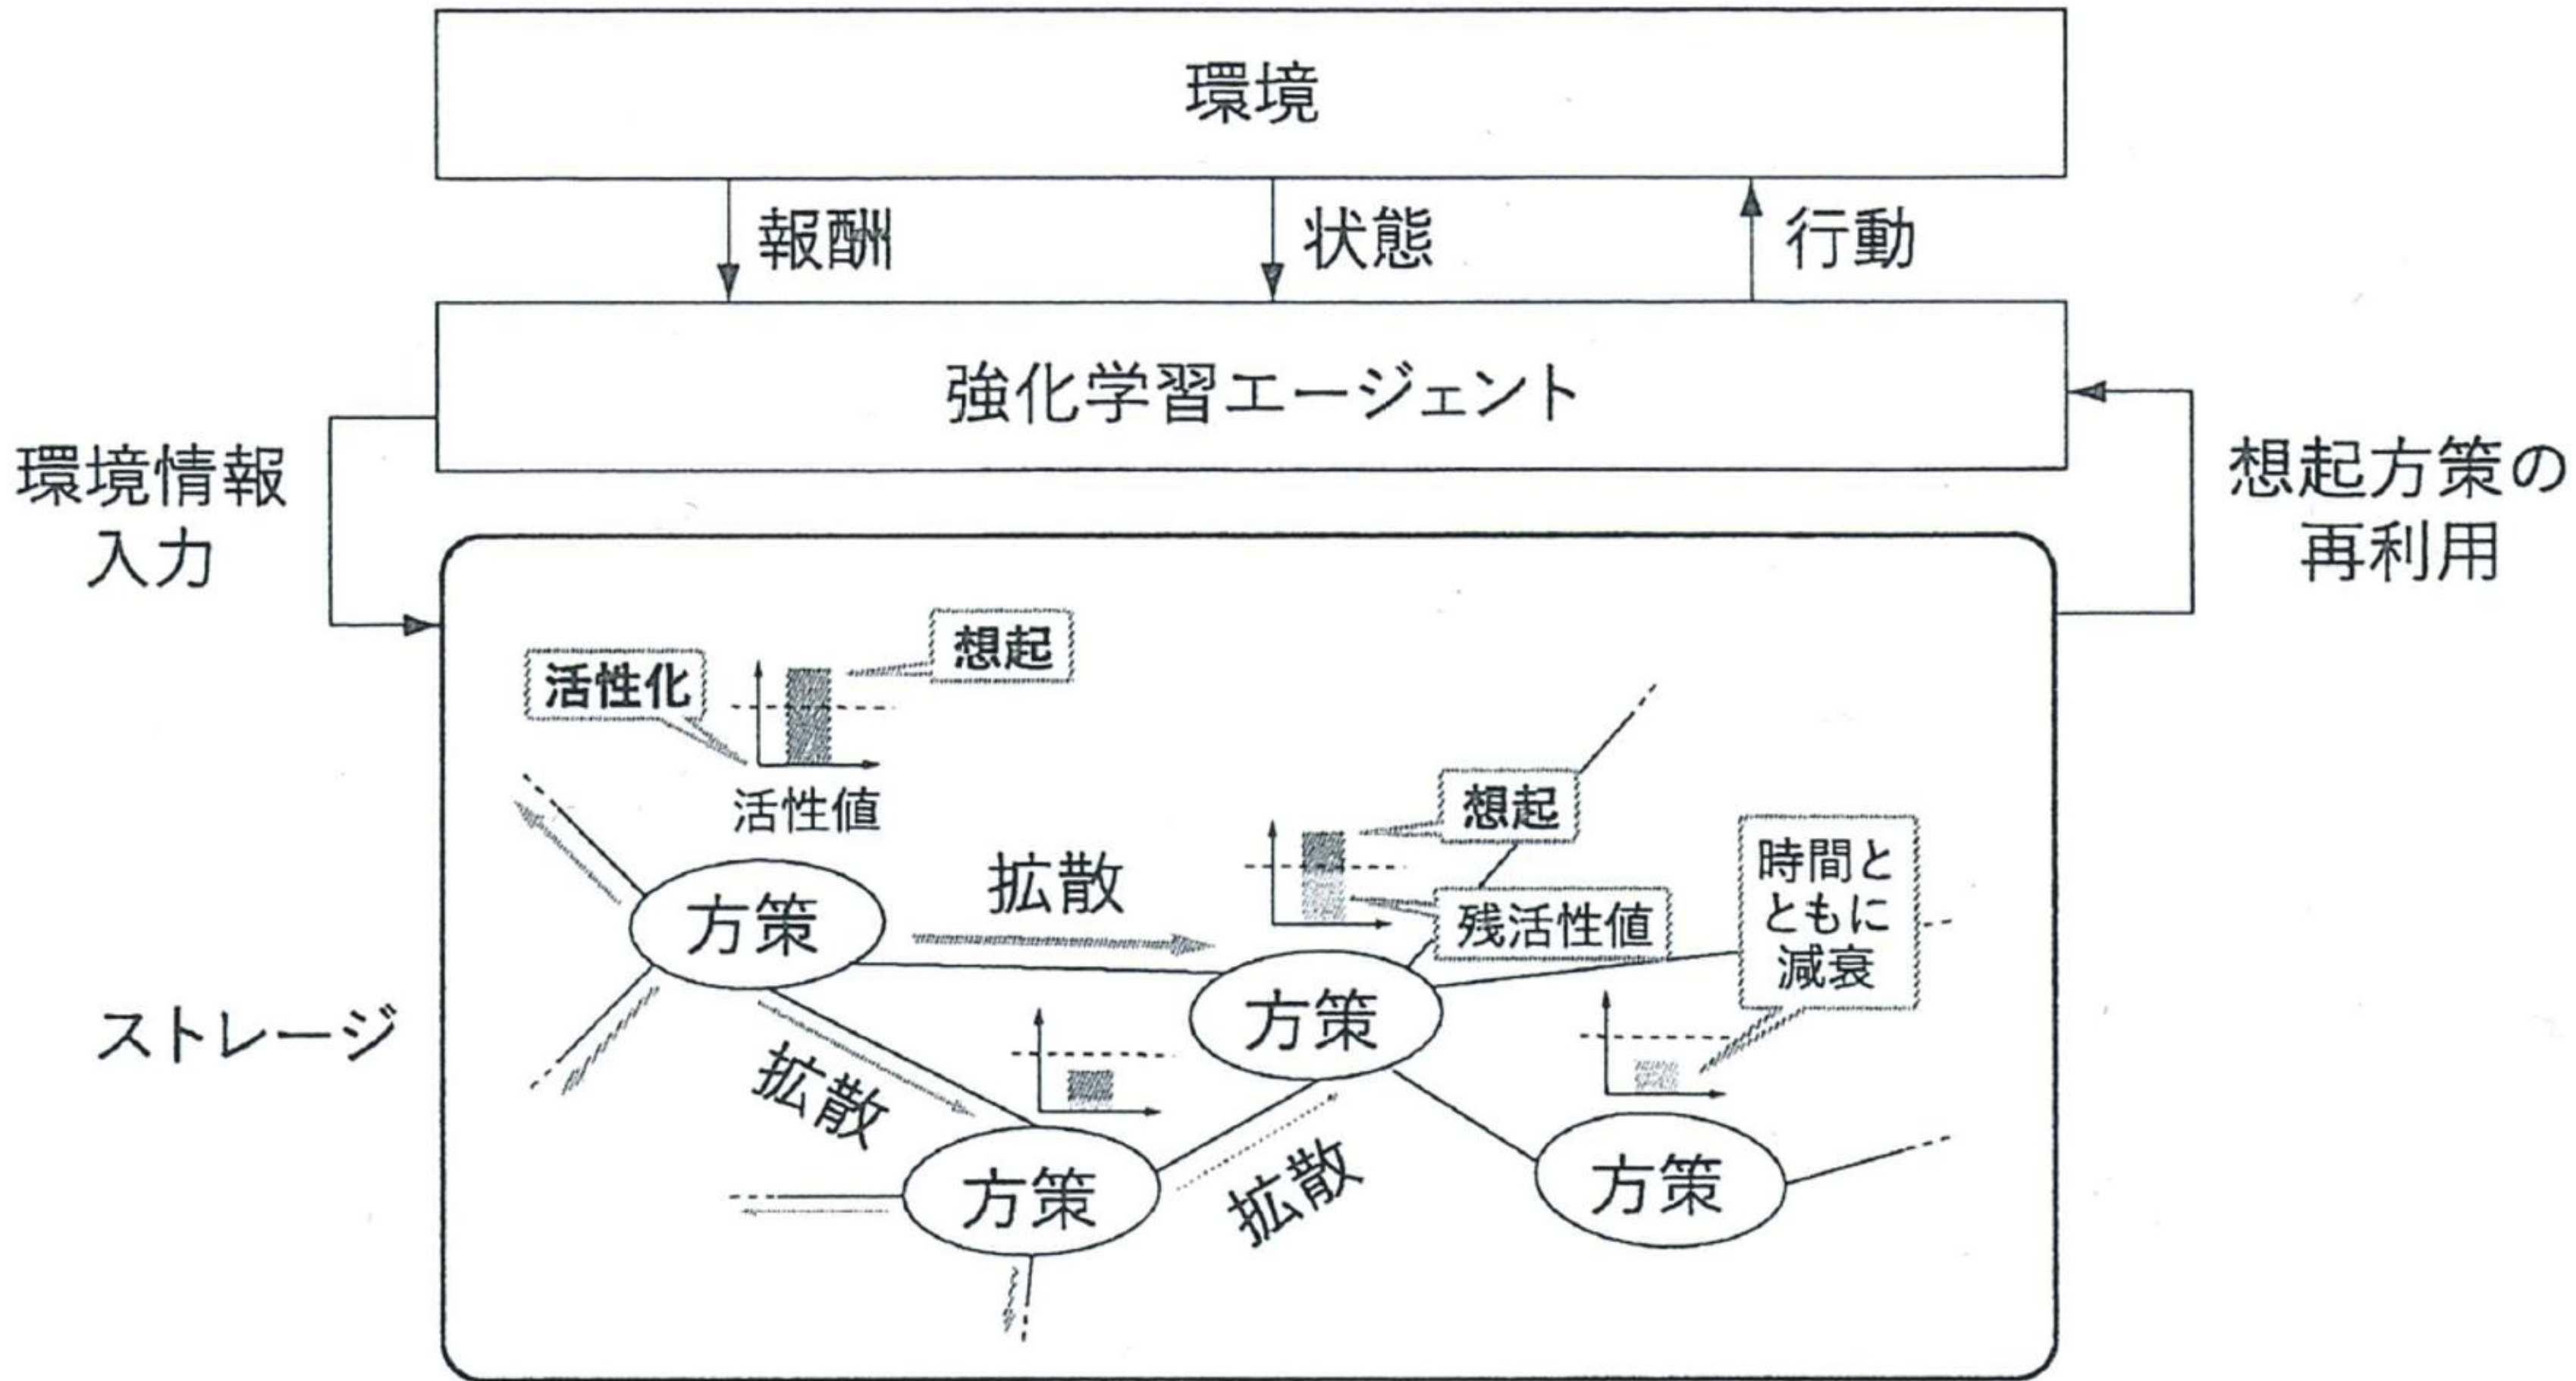 環境
報酬
状態
行動
強化学習エージェント
環境情報
入力
想起方策の
再利用
ストレージ
活性化
想起
活性値
方策
拡散
想起
残活性値
時間と
ともに
減衰
方策
拡散
方策
拡散
方策